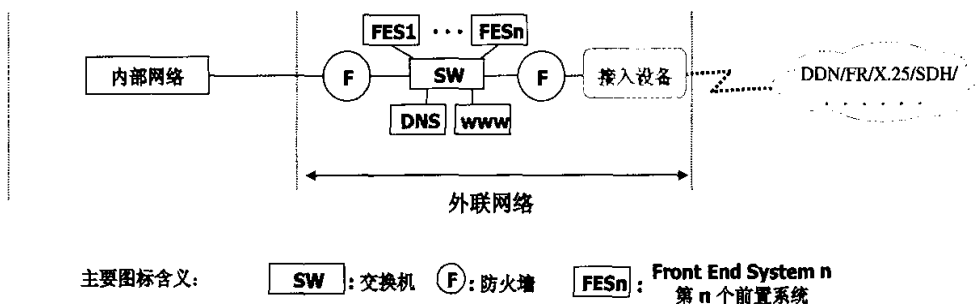 FES1 ··· FESn
内部网络 F SW F 接入设备 DDN/FR/X.25/SDH/
······
DNS www
外联网络
主要图标含义: SW : 交换机 F : 防火墙 FESn : Front End System n
第 n 个前置系统